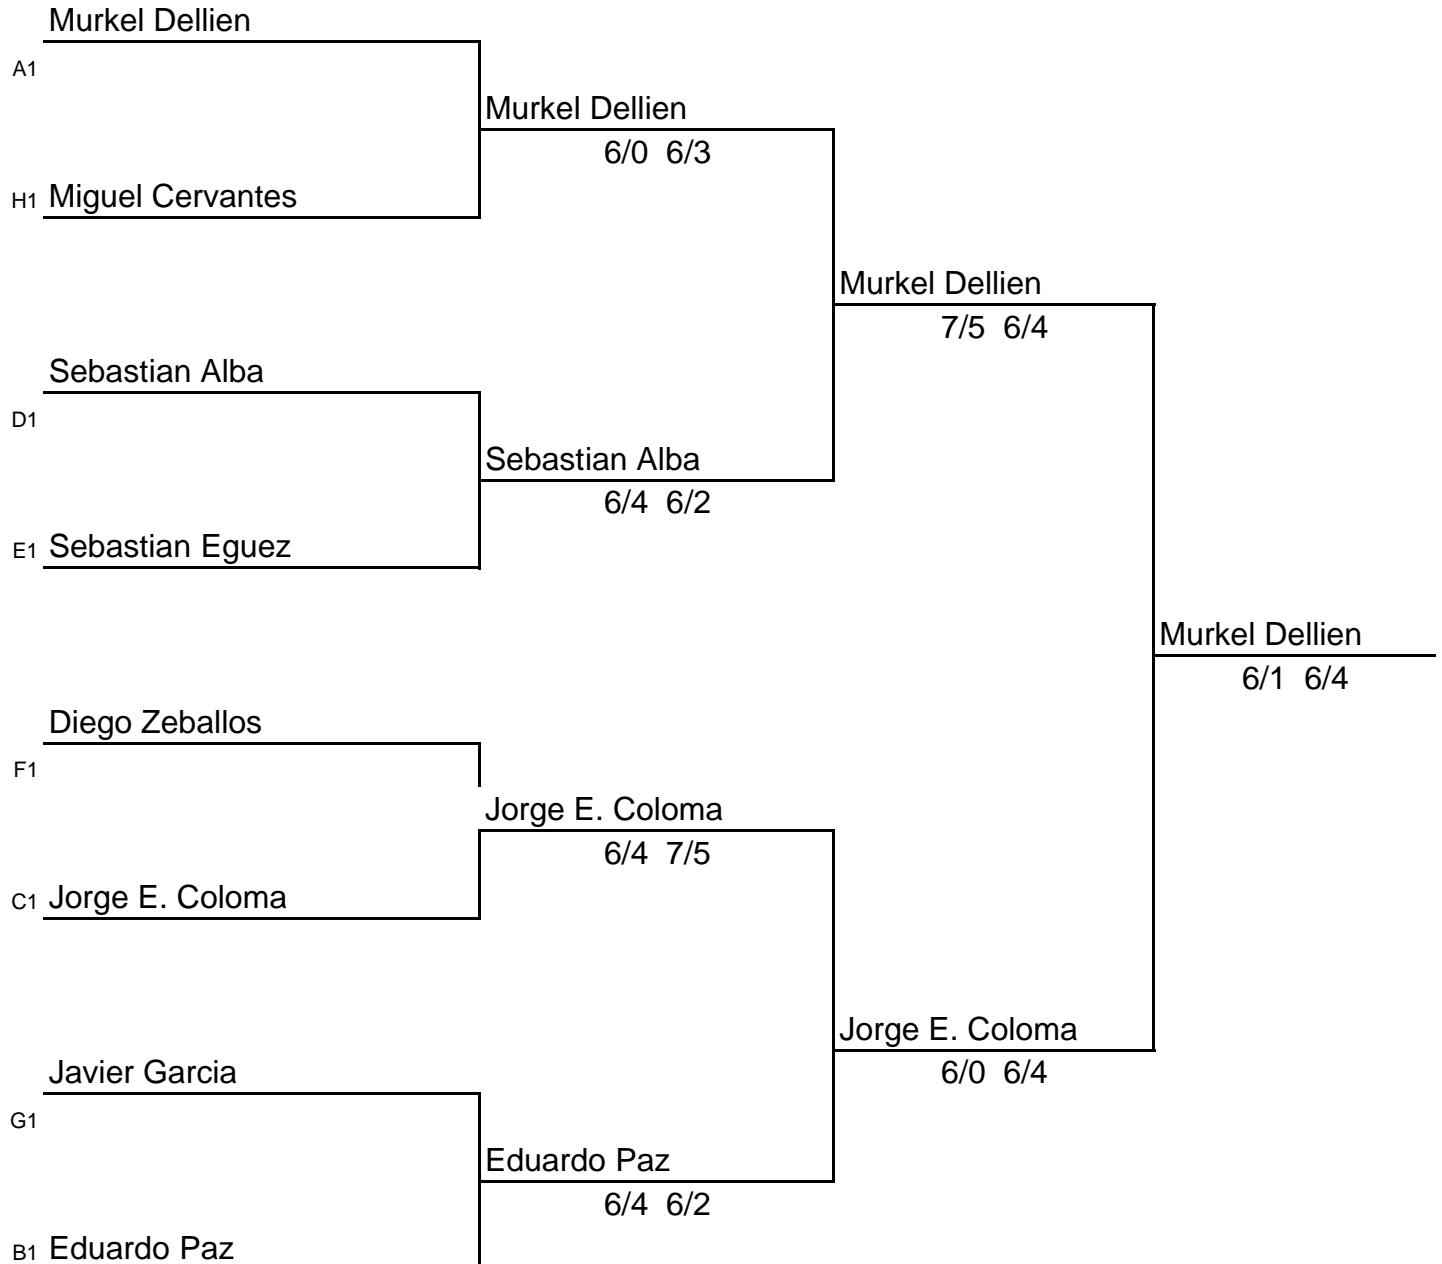 Murkel Dellien
A1
Murkel Dellien
6/0 6/3
H1 Miguel Cervantes
Murkel Dellien
7/5 6/4
Sebastian Alba
D1
Sebastian Alba
6/4 6/2
E1 Sebastian Eguez
Murkel Dellien
6/1 6/4
Diego Zeballos
F1
Jorge E. Coloma
6/4 7/5
C1 Jorge E. Coloma
Jorge E. Coloma
6/0 6/4
Javier Garcia
G1
Eduardo Paz
6/4 6/2
B1 Eduardo Paz